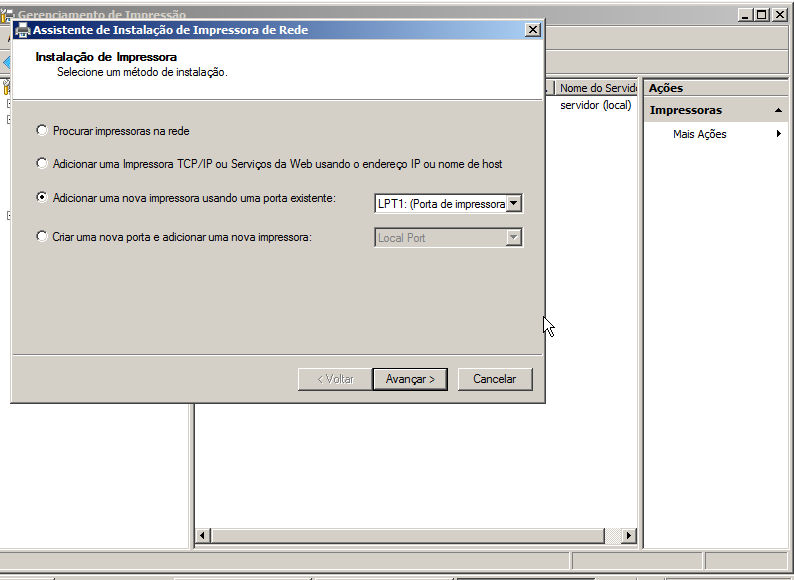 Gerenciamento de Impressão
Assistente de Instalação de Impressora de Rede
Instalação de Impressora
Selecione um método de instalação.
Procurar impressoras na rede
Adicionar uma Impressora TCP/IP ou Serviços da Web usando o endereço IP ou nome de host
Adicionar uma nova impressora usando uma porta existente:
LPT1: (Porta de impressora
Criar uma nova porta e adicionar uma nova impressora:
Local Port
< Voltar
Avançar >
Cancelar
Nome do Servid
servidor (local)
Ações
Impressoras
Mais Ações